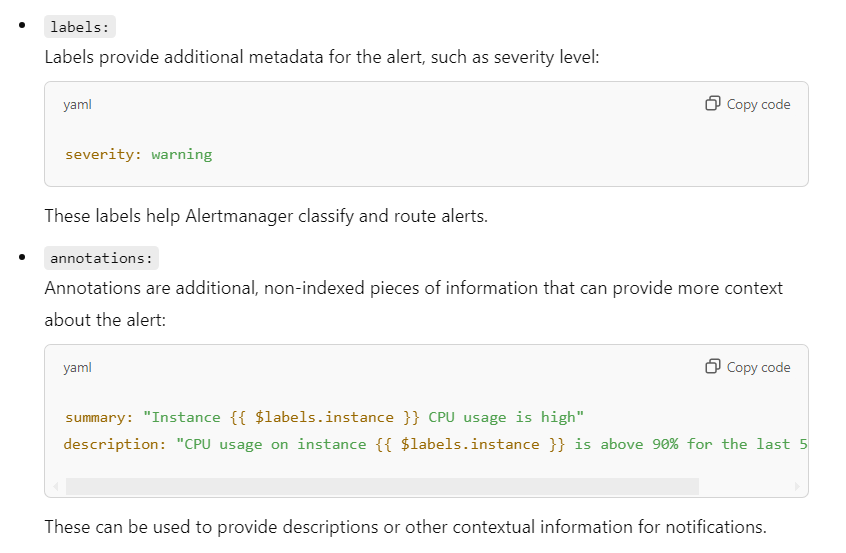 labels:
Labels provide additional metadata for the alert, such as severity level:
yaml
Copy code
severity: warning
These labels help Alertmanager classify and route alerts.
annotations:
Annotations are additional, non-indexed pieces of information that can provide more context
about the alert:
yaml
Copy code
summary: "Instance {{ $labels.instance }} CPU usage is high"
description: "CPU usage on instance {{ $labels.instance }} is above 90% for the last 5
These can be used to provide descriptions or other contextual information for notifications.